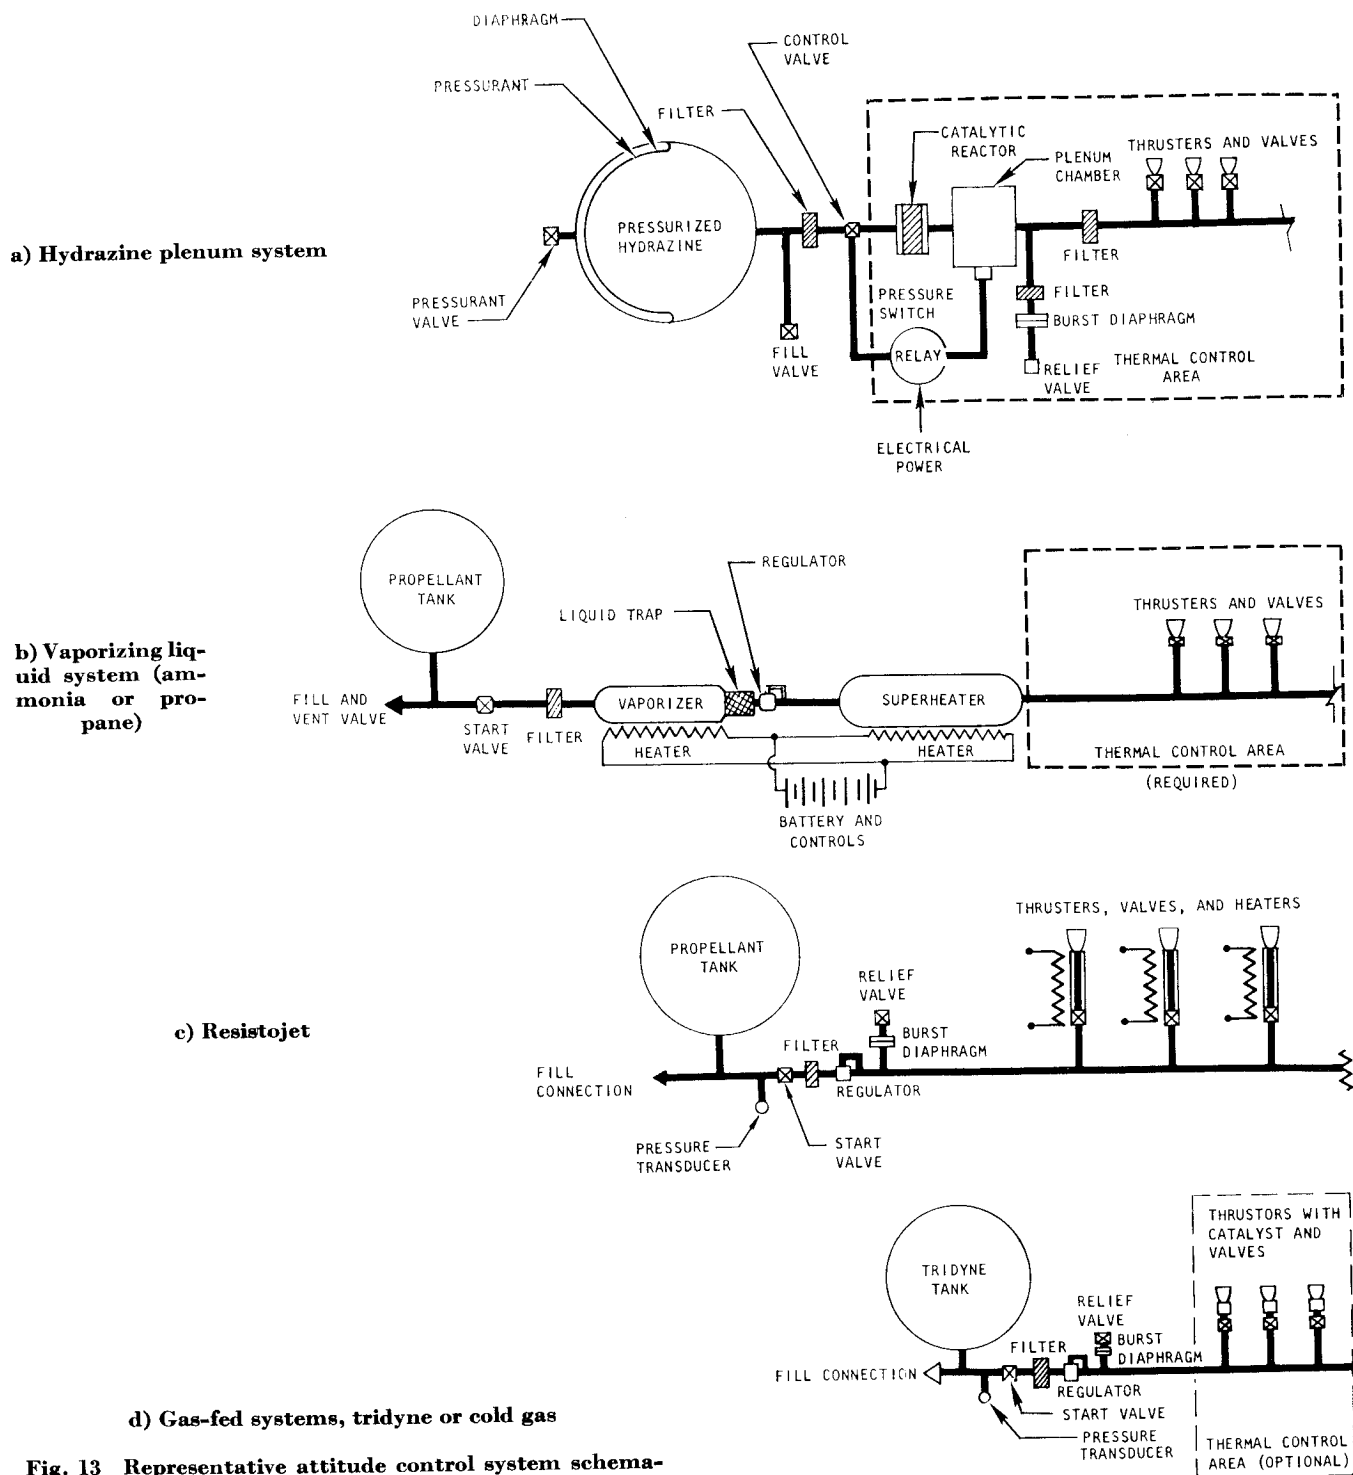 DIAPHRAGM
PRESSURANT
CONTROL
VALVE
FILTER
CATALYTIC
REACTOR
PLENUM
CHAMBER
THRUSTERS AND VALVES
a) Hydrazine plenum system
PRESSURIZED
HYDRAZINE
PRESSURANT
VALVE
FILL
VALVE
PRESSURE
SWITCH
RELAY
FILTER
FILTER
BURST DIAPHRAGM
RELIEF
VALVE
THERMAL CONTROL
AREA
ELECTRICAL
POWER
b) Vaporizing liq-
uid system (am-
monia or pro-
pane)
PROPELLANT
TANK
REGULATOR
LIQUID TRAP
THRUSTERS AND VALVES
FILL AND
VENT VALVE
START
VALVE
FILTER
VAPORIZER
SUPERHEATER
HEATER
HEATER
THERMAL CONTROL AREA
(REQUIRED)
BATTERY AND
CONTROLS
c) Resistojet
PROPELLANT
TANK
THRUSTERS, VALVES, AND HEATERS
RELIEF
VALVE
BURST
DIAPHRAGM
FILTER
FILL
CONNECTION
REGULATOR
PRESSURE
TRANSDUCER
START
VALVE
TRIDYNE
TANK
THRUSTORS WITH
CATALYST AND
VALVES
RELIEF
VALVE
BURST
DIAPHRAGM
FILTER
FILL CONNECTION
REGULATOR
START VALVE
PRESSURE
TRANSDUCER
THERMAL CONTROL
AREA (OPTIONAL)
d) Gas-fed systems, tridyne or cold gas
Fig. 13 Representative attitude control system schema-